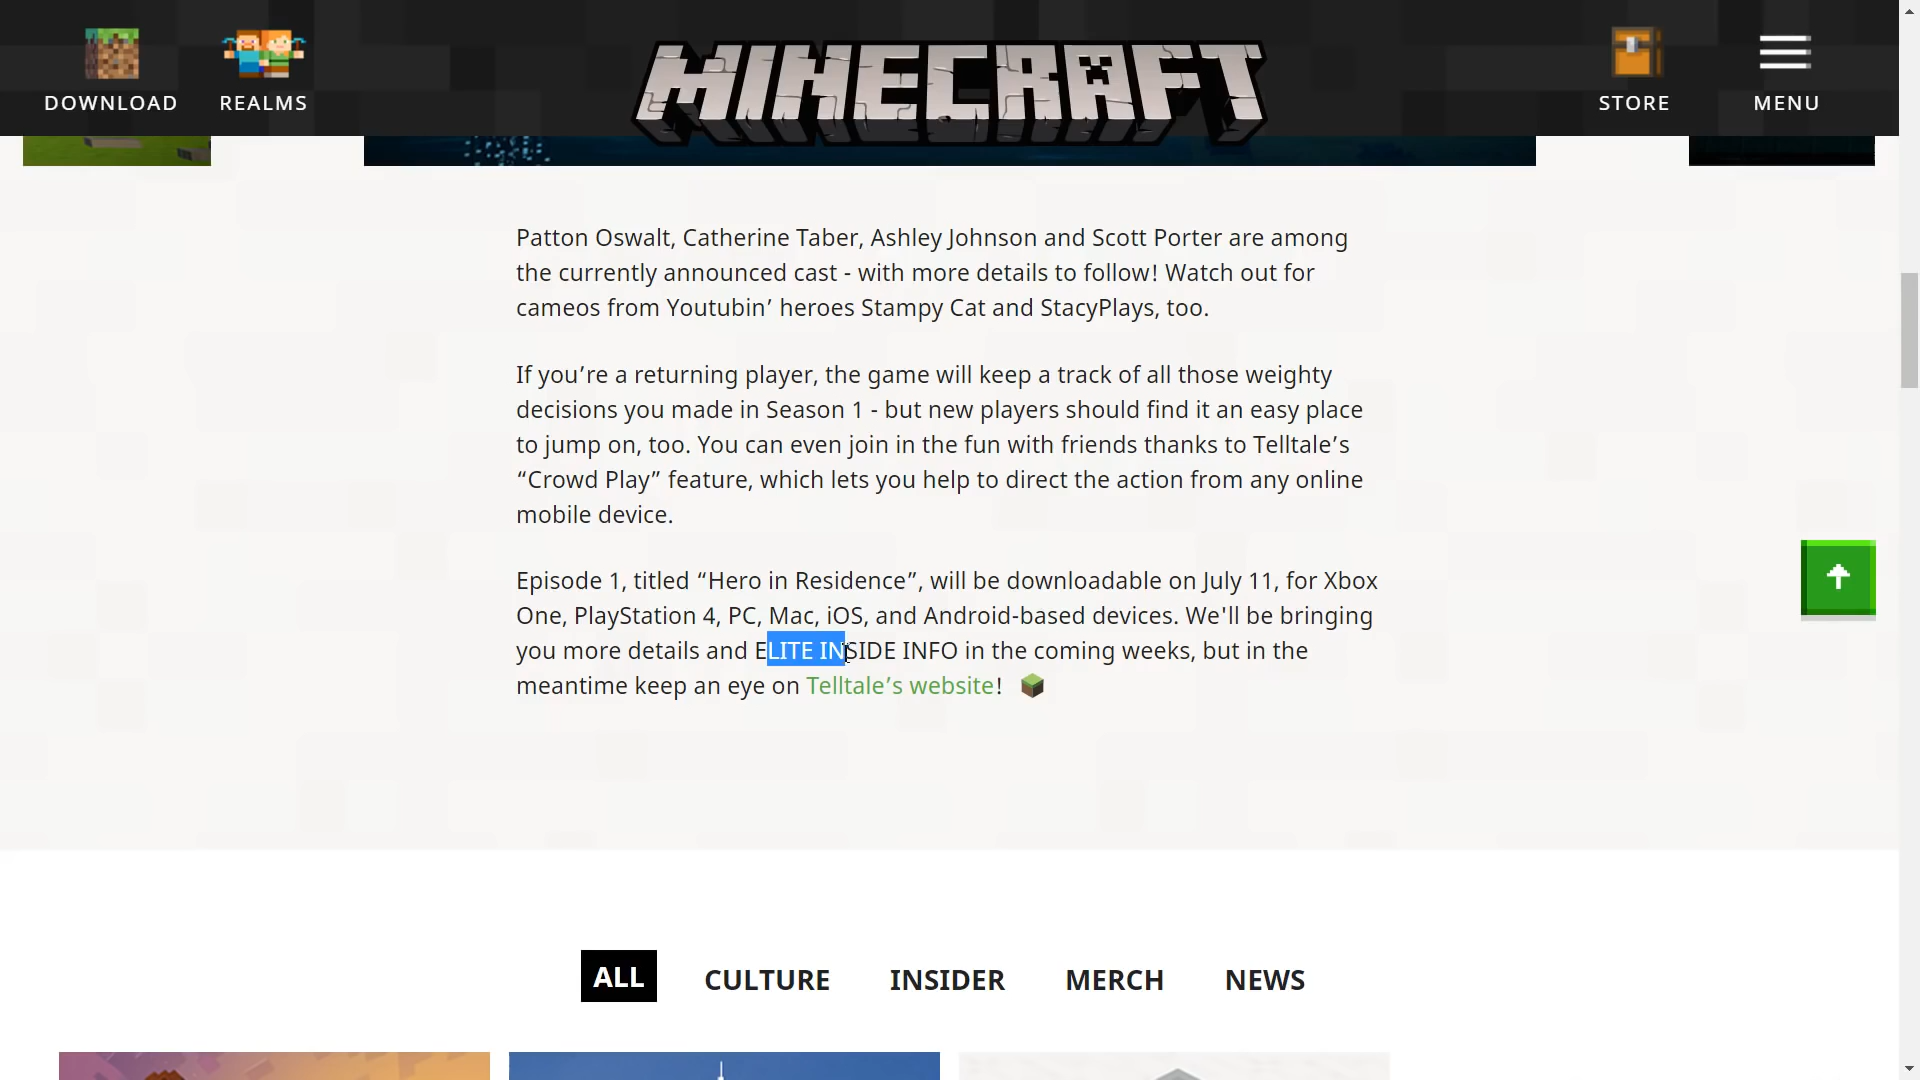 DOWNLOAD
REALMS
MINECRAFT
STORE
MENU
Patton Oswalt, Catherine Taber, Ashley Johnson and Scott Porter are among
the currently announced cast - with more details to follow! Watch out for
cameos from Youtubin’ heroes Stampy Cat and StacyPlays, too.
If you’re a returning player, the game will keep a track of all those weighty
decisions you made in Season 1 - but new players should find it an easy place
to jump on, too. You can even join in the fun with friends thanks to Telltale’s
“Crowd Play” feature, which lets you help to direct the action from any online
mobile device.
Episode 1, titled “Hero in Residence”, will be downloadable on July 11, for Xbox
One, PlayStation 4, PC, Mac, iOS, and Android-based devices. We'll be bringing
you more details and ELITE INSIDE INFO in the coming weeks, but in the
meantime keep an eye on Telltale’s website!
ALL
CULTURE
INSIDER
MERCH
NEWS